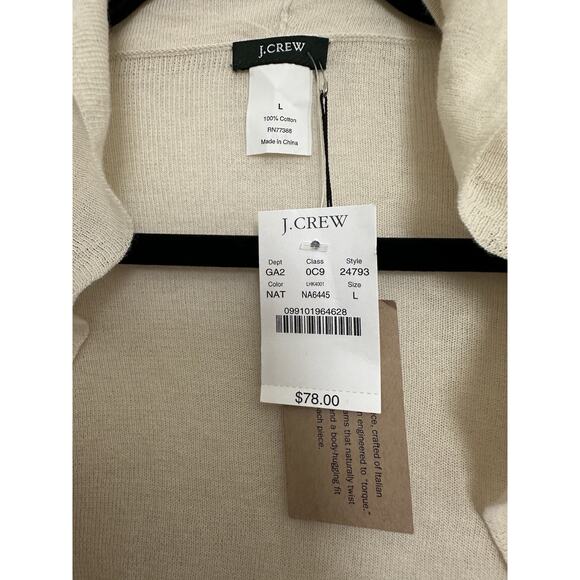 J.CREW
L
100% Cotton
RN77388
Made in China
J.CREW
Dept Class Style
GA2 0C9 24793
Color LHK4001 Size
NAT NA6445 L
099101964628
$78.00
ce, crafted of Italian
n engineered to "torque,"
ams that naturally twist
and a body-hugging fit
ach piece.